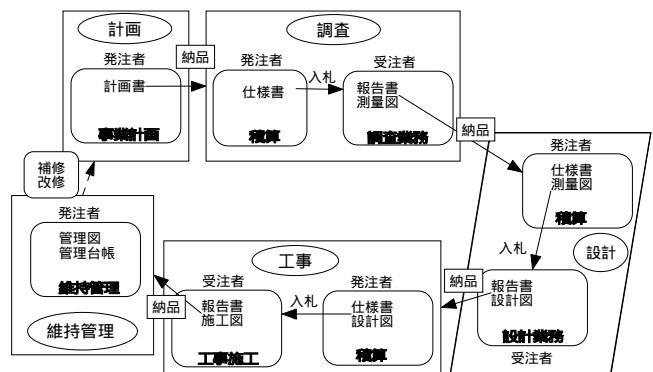 計画
発注者
計画書
事業計画
納品
調査
発注者
仕様書
積算
入札
受注者
報告書
測量図
調査業務
納品
発注者
仕様書
測量図
積算
入札
設計
報告書
設計図
設計業務
受注者
納品
工事
発注者
仕様書
設計図
積算
入札
受注者
報告書
施工図
工事施工
納品
発注者
管理図
管理台帳
維持管理
維持管理
補修
改修